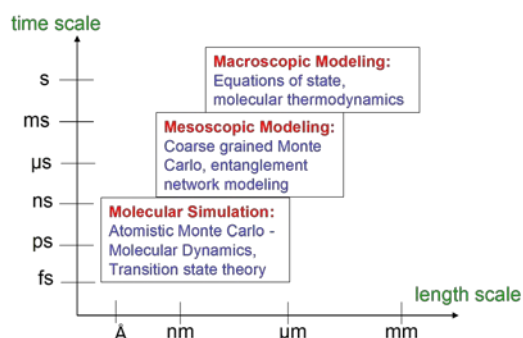 time scale
s
ms
µs
ns
ps
fs
Macroscopic Modeling:
Equations of state,
molecular thermodynamics
Mesoscopic Modeling:
Coarse grained Monte
Carlo, entanglement
network modeling
Molecular Simulation:
Atomistic Monte Carlo -
Molecular Dynamics,
Transition state theory
length scale
Å
nm
µm
mm